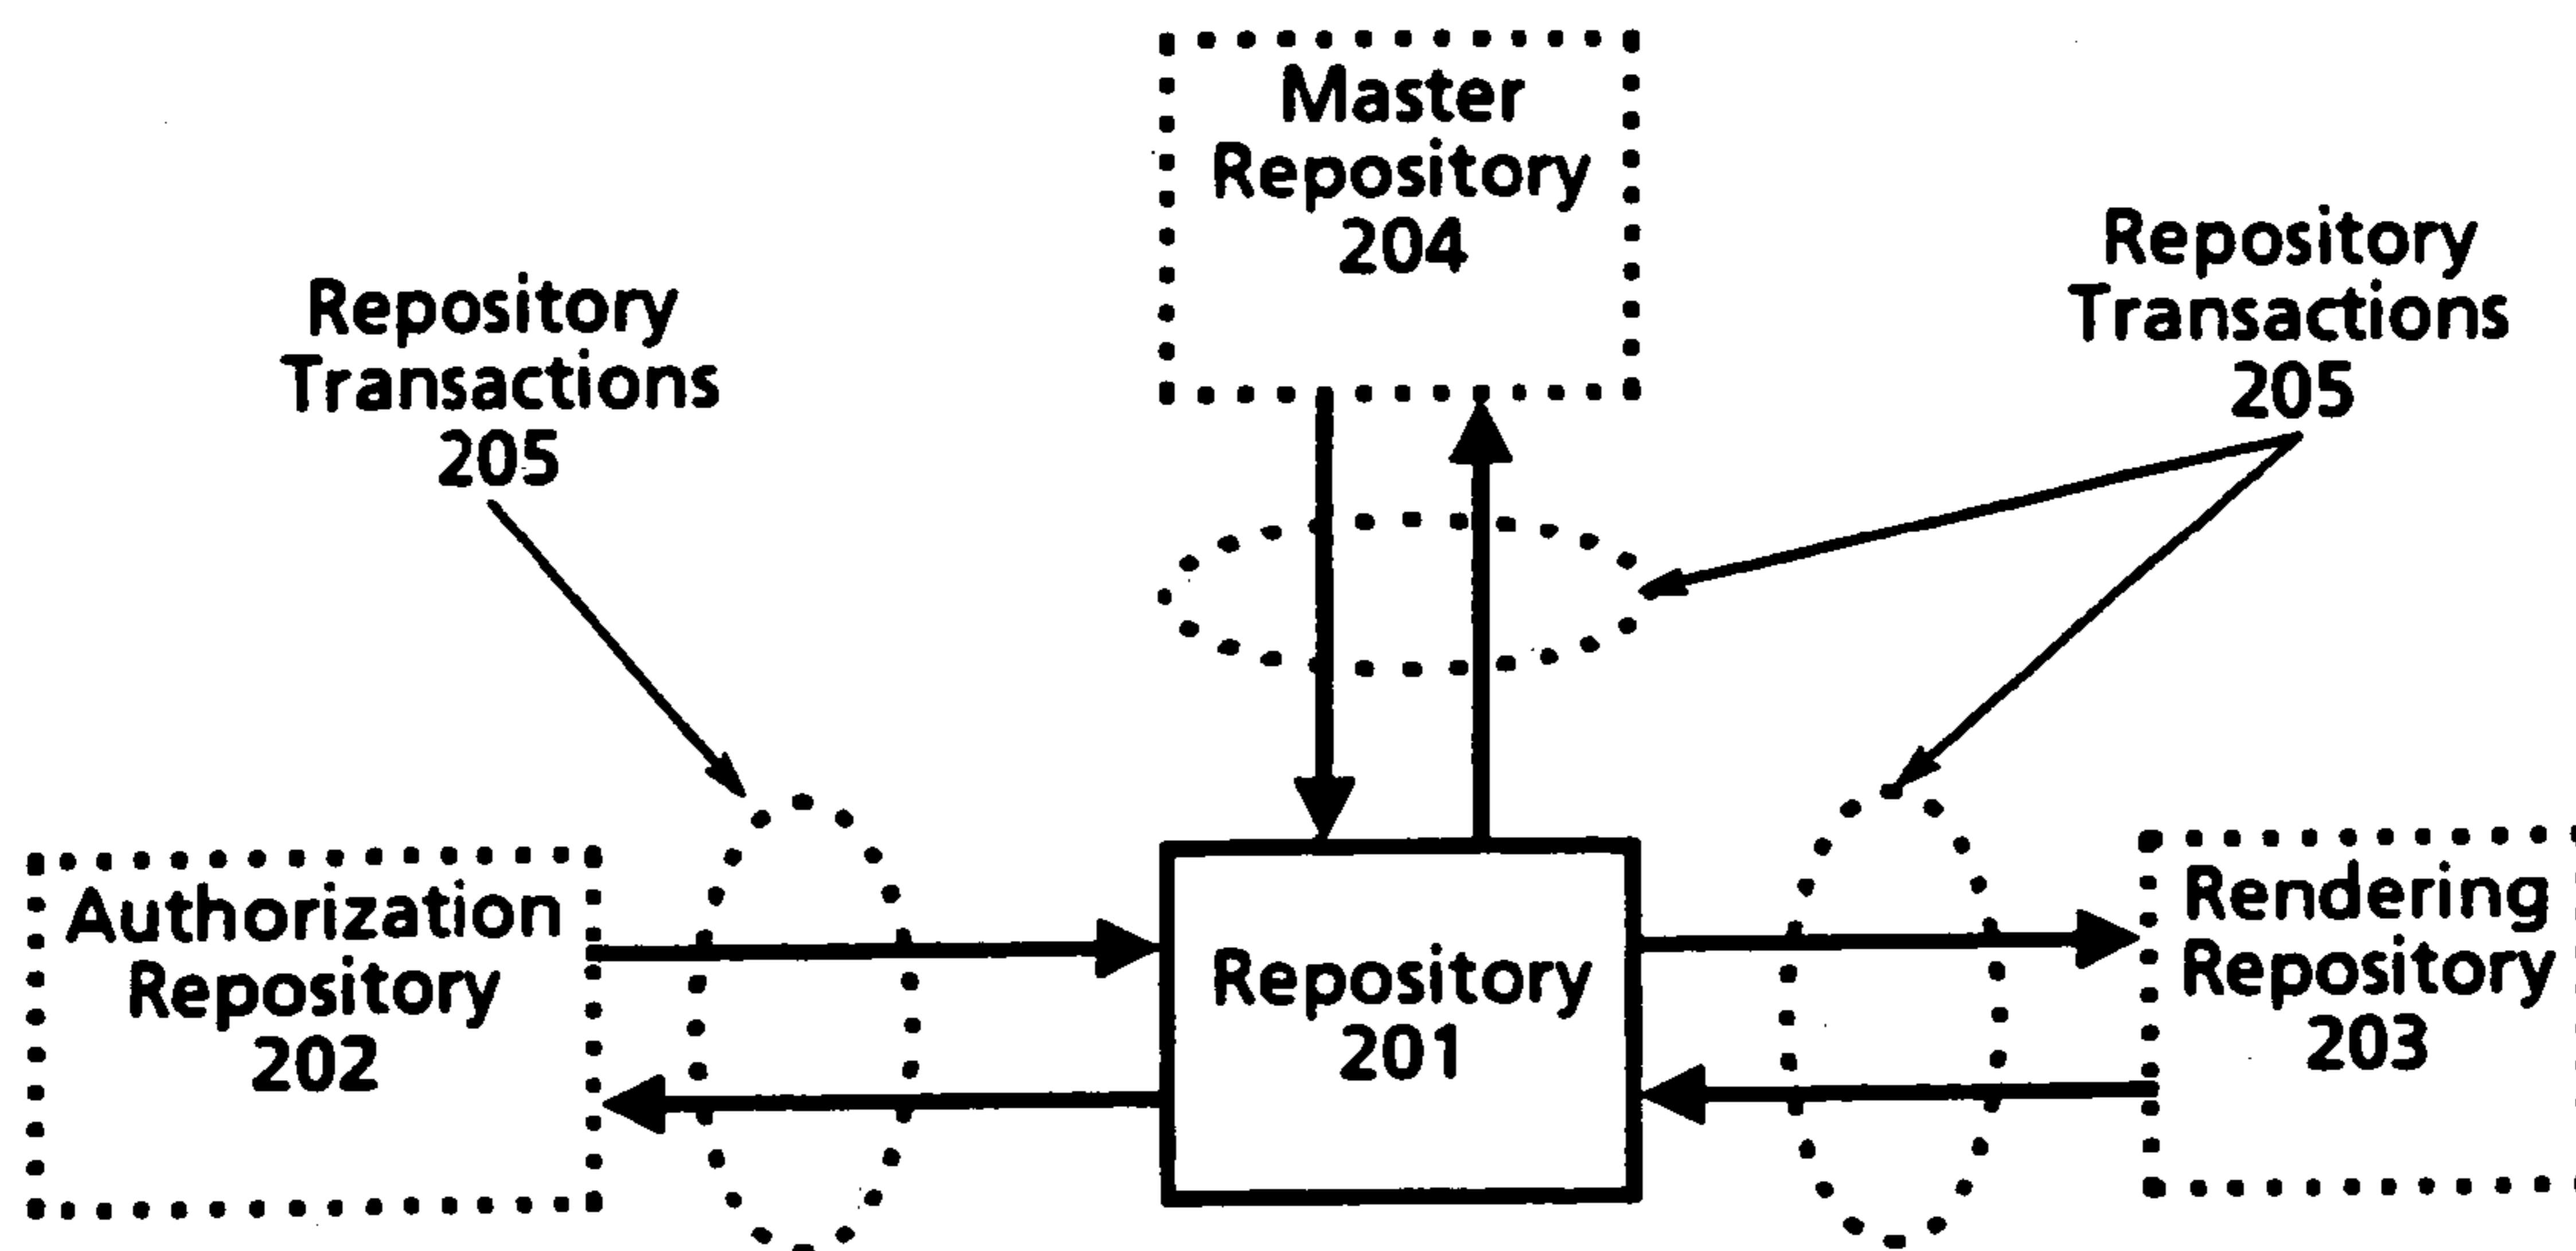 Master
Repository
204
Repository
Transactions
205
Repository
Transactions
205
Authorization
Repository
202
Repository
201
Rendering
Repository
203